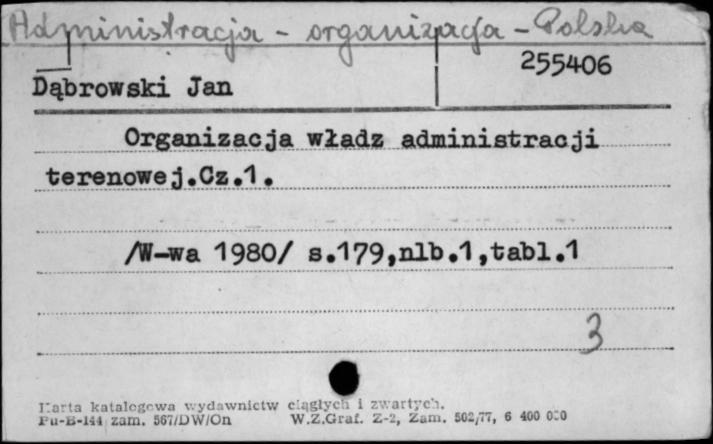 Administracja - organizacja - Polska
255406
Dąbrowski Jan
Organizacja władz administracji
terenowej.Cz.1.
/W-wa 1980/ s.179,nlb.1,tabl.1
3
Karta katalogowa wydawnictw ciągłych i zwartych.
Pu-B-144 zam. 567/DW/On W.Z.Graf. Z-2, Zam. 502/77, 6 400 000